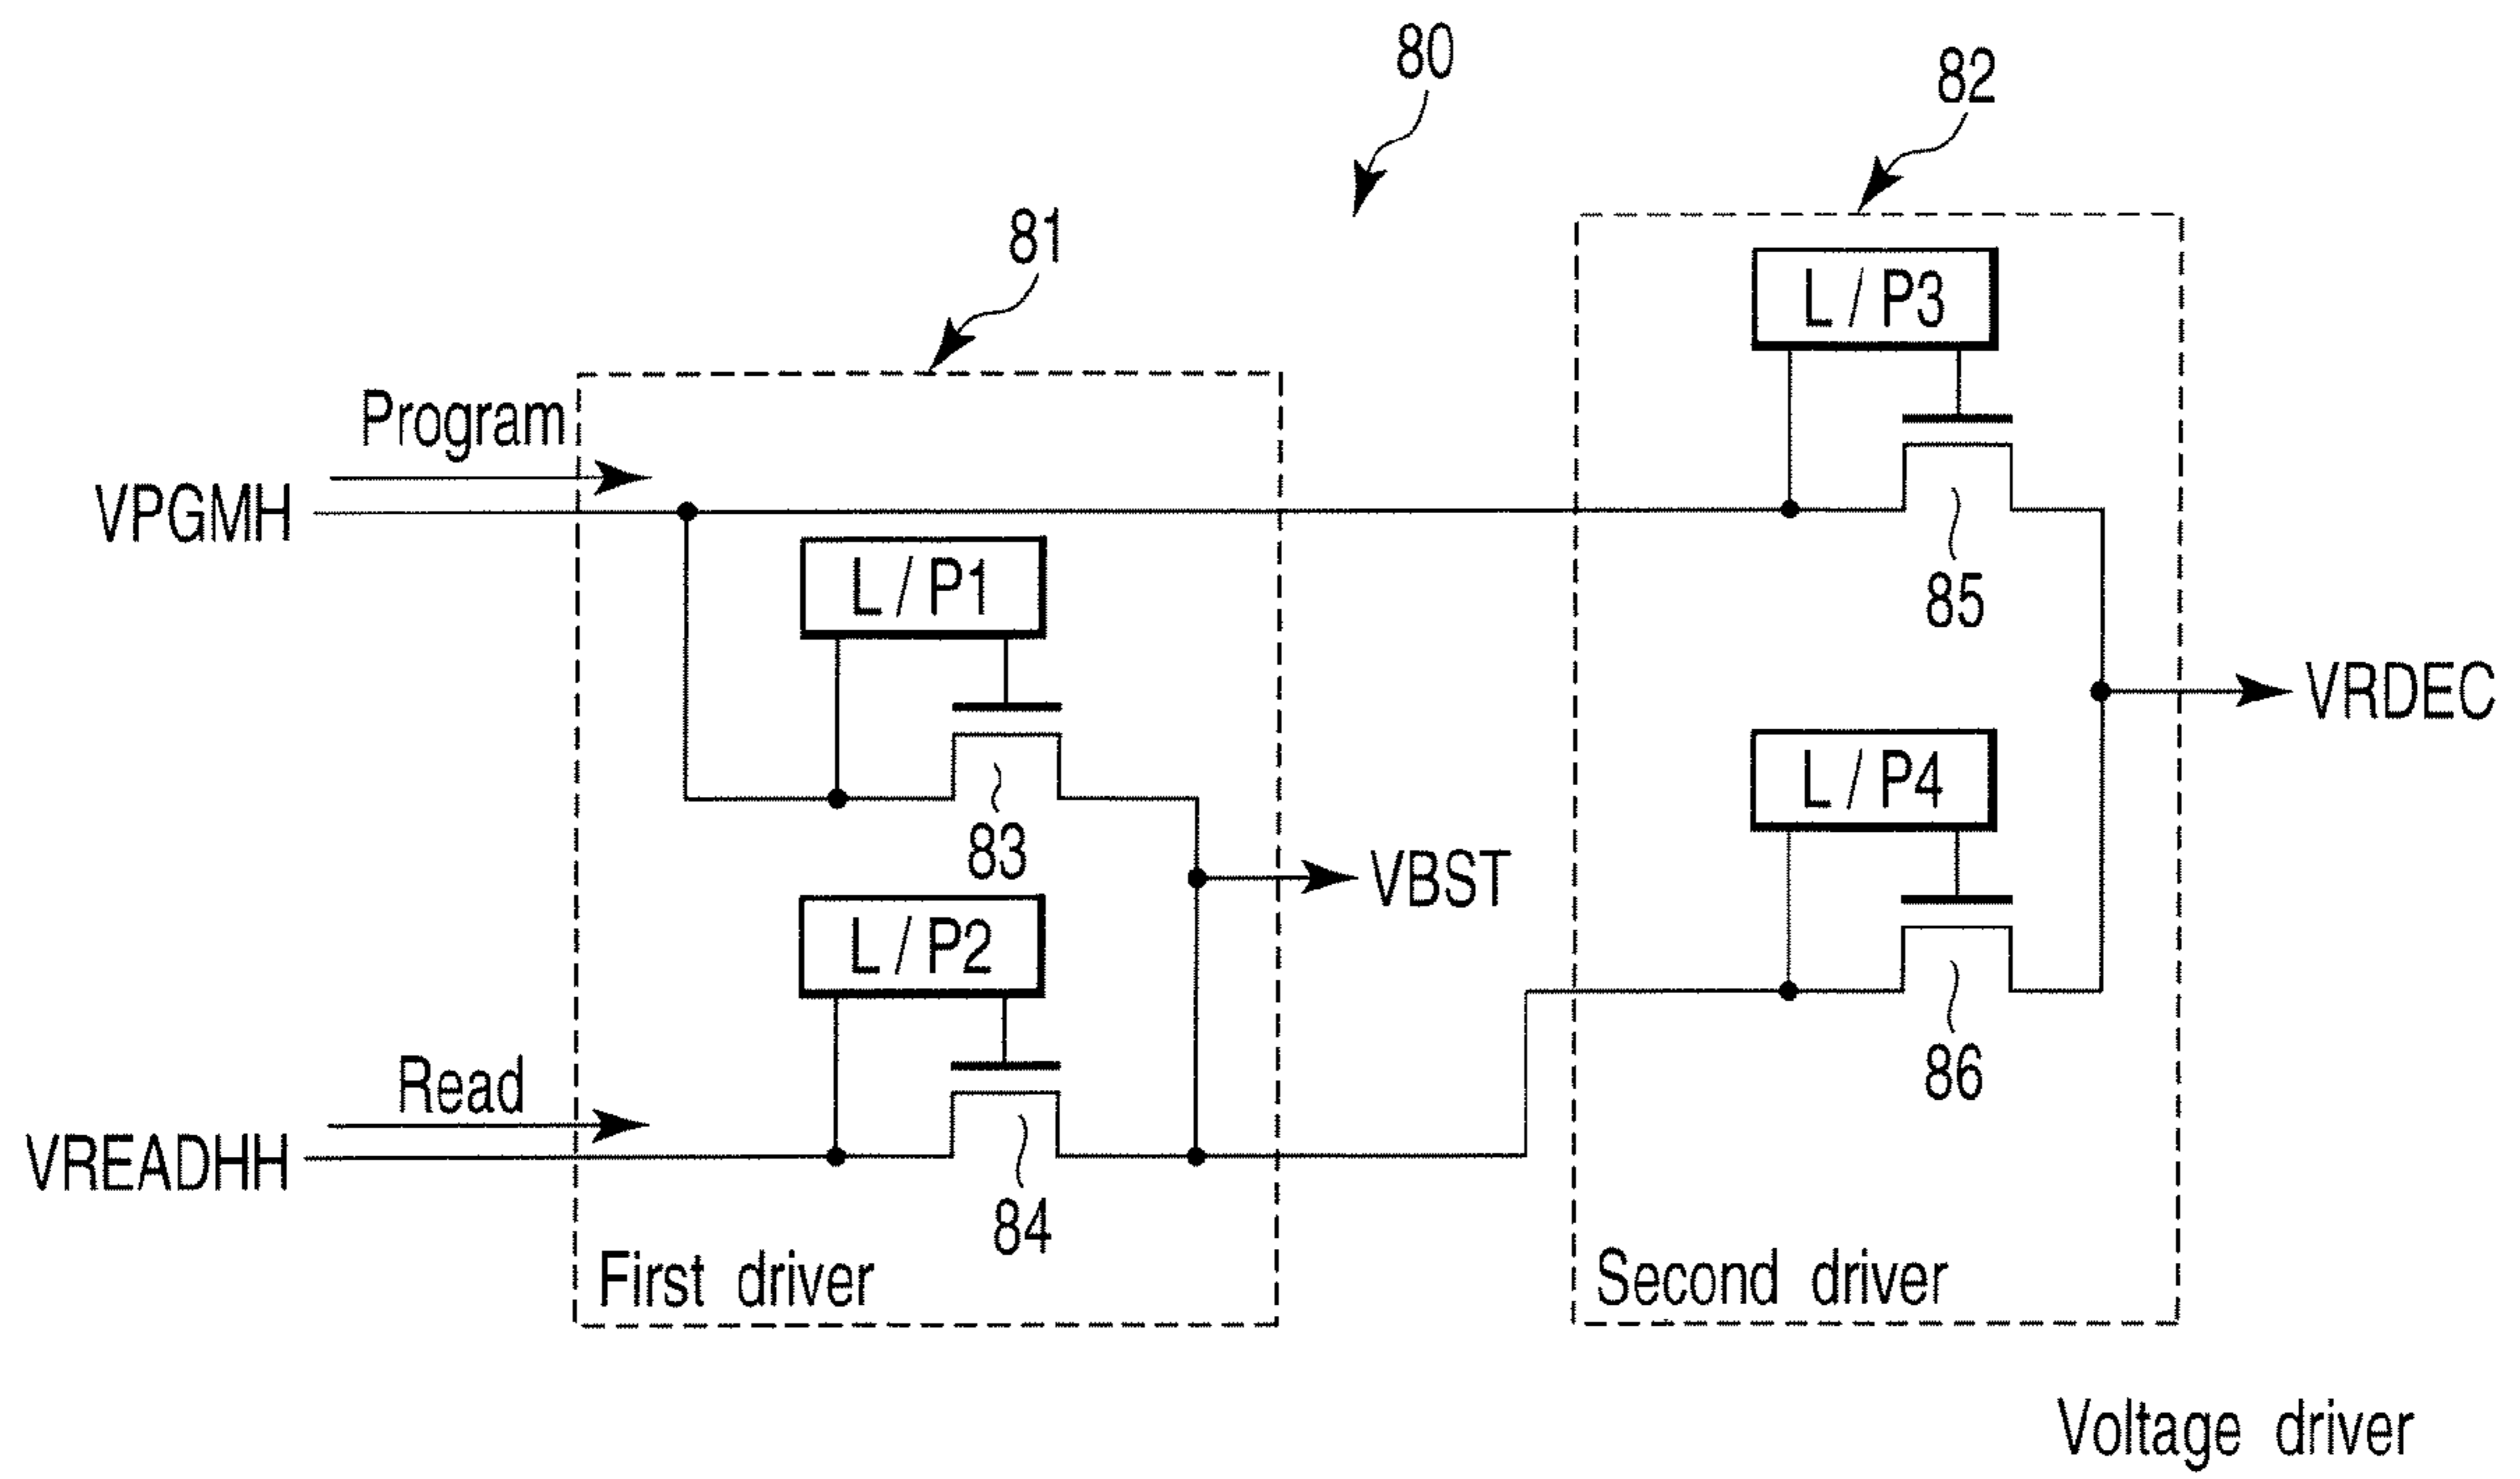 80
82
81
L/P3
Program
VPGMH
L/P1
85
VRDEC
L/P4
83
VBST
L/P2
Read
86
VREADHH
84
First driver
Second driver
Voltage driver